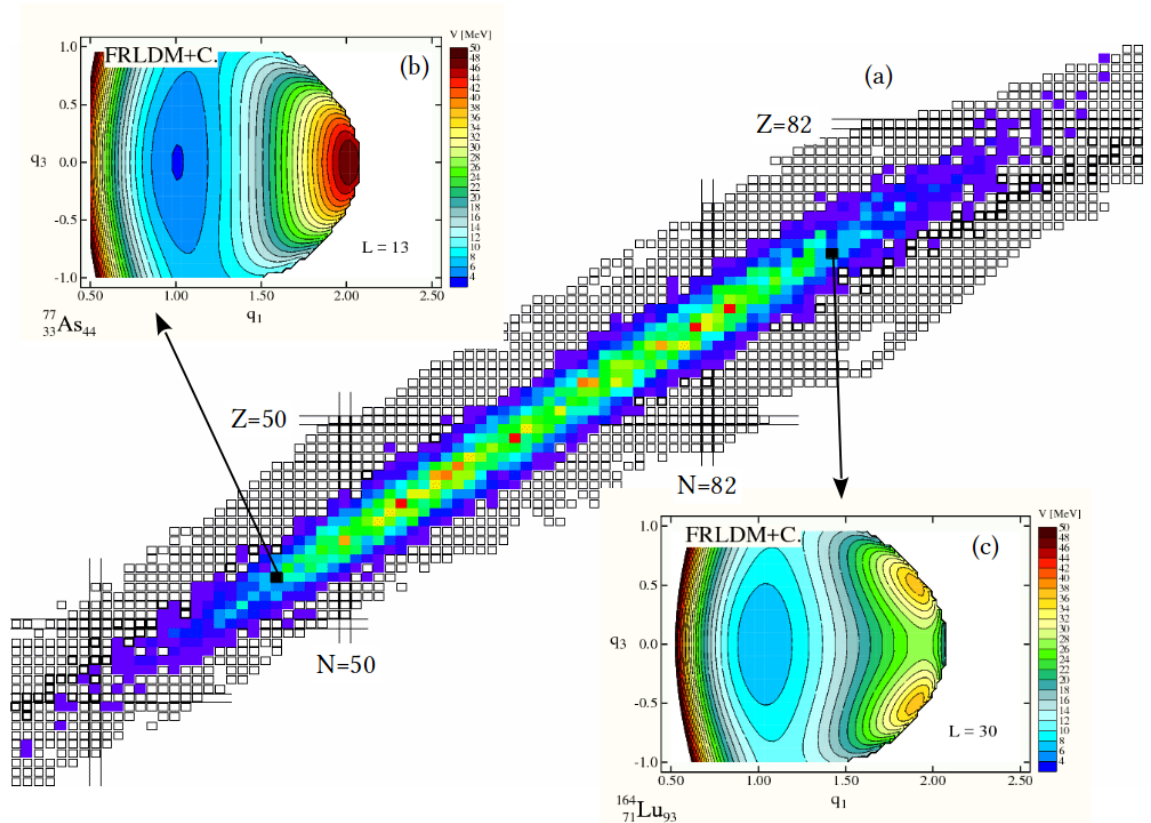 V [MeV]
FRLDM+C.
(b)
1.0
0.5
0.0
-0.5
-1.0
q3
L = 13
0.50 1.00 1.50 2.00 2.50
q1
50
48
46
44
42
40
38
36
34
32
30
28
26
24
22
20
18
16
14
12
10
8
6
4
77
33As44
(a)
Z=82
Z=50
N=82
N=50
V [MeV]
FRLDM+C.
(c)
1.0
0.5
0.0
-0.5
-1.0
q3
L = 30
0.50 1.00 1.50 2.00 2.50
q1
50
48
46
44
42
40
38
36
34
32
30
28
26
24
22
20
18
16
14
12
10
8
6
4
164
71Lu93